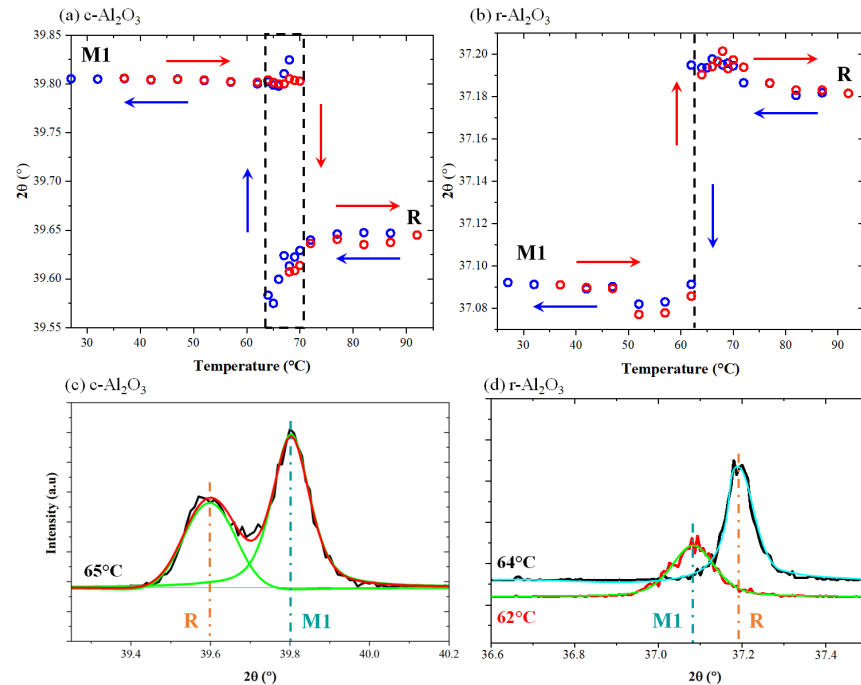 (a) c-Al₂O₃
39.85
39.80
39.75
39.70
39.65
39.60
39.55
2θ (°)
M1
R
30 40 50 60 70 80 90
Temperature (°C)
(b) r-Al₂O₃
37.20
37.18
37.16
37.14
37.12
37.10
37.08
2θ (°)
M1
R
30 40 50 60 70 80 90
Temperature (°C)
(c) c-Al₂O₃
Intensity (a.u)
65°C
R
M1
39.4 39.6 39.8 40.0 40.2
2θ (°)
(d) r-Al₂O₃
64°C
62°C
M1
R
36.6 36.8 37.0 37.2 37.4
2θ (°)